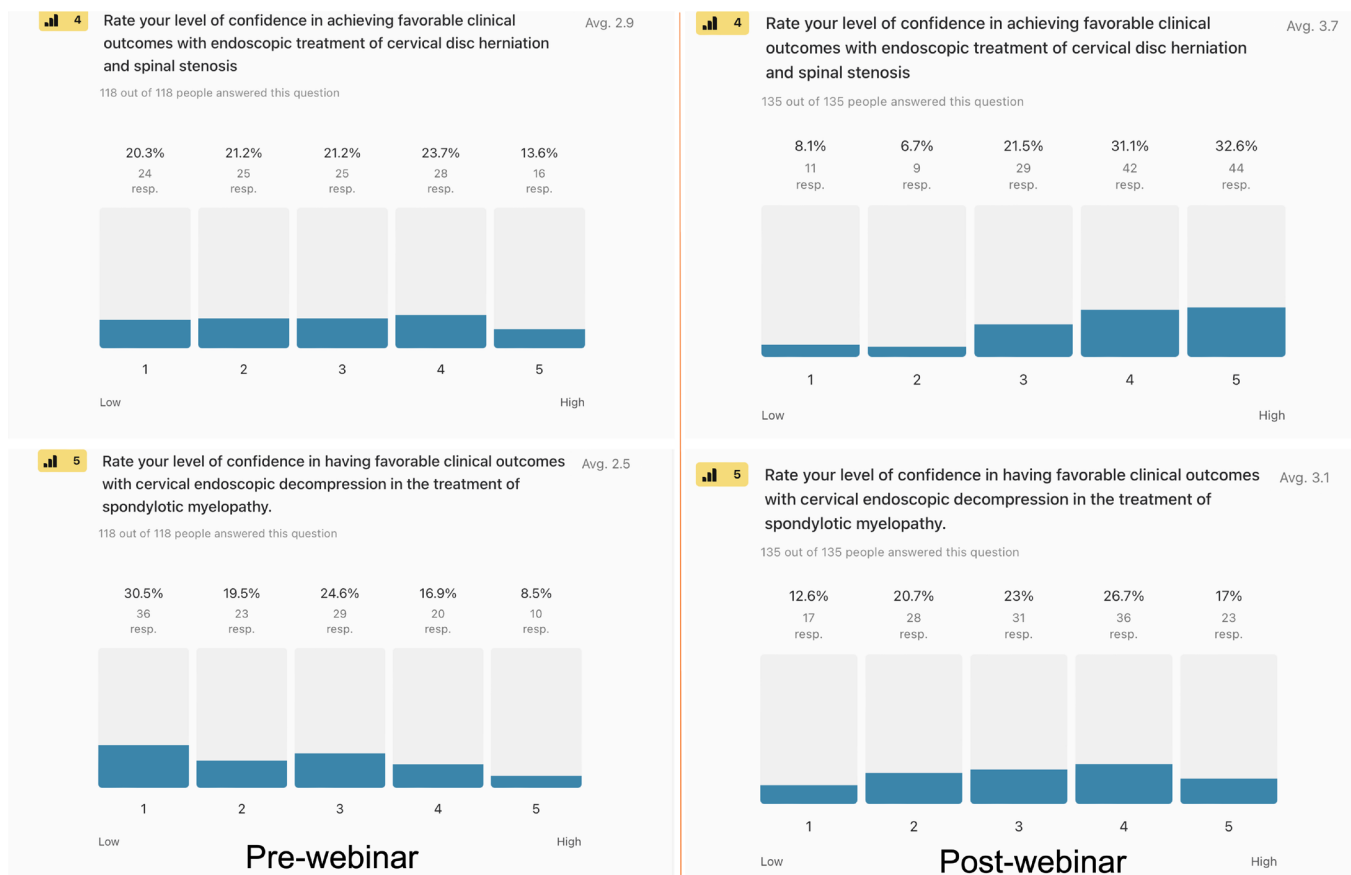 4 Rate your level of confidence in achieving favorable clinical Avg. 2.9
outcomes with endoscopic treatment of cervical disc herniation
and spinal stenosis
118 out of 118 people answered this question
20.3% 21.2% 21.2% 23.7% 13.6%
24 25 25 28 16
resp. resp. resp. resp. resp.
1 2 3 4 5
Low High
5 Rate your level of confidence in having favorable clinical outcomes Avg. 2.5
with cervical endoscopic decompression in the treatment of
spondylotic myelopathy.
118 out of 118 people answered this question
30.5% 19.5% 24.6% 16.9% 8.5%
36 23 29 20 10
resp. resp. resp. resp. resp.
1 2 3 4 5
Low High
Pre-webinar
4 Rate your level of confidence in achieving favorable clinical Avg. 3.7
outcomes with endoscopic treatment of cervical disc herniation
and spinal stenosis
135 out of 135 people answered this question
8.1% 6.7% 21.5% 31.1% 32.6%
11 9 29 42 44
resp. resp. resp. resp. resp.
1 2 3 4 5
Low High
5 Rate your level of confidence in having favorable clinical outcomes Avg. 3.1
with cervical endoscopic decompression in the treatment of
spondylotic myelopathy.
135 out of 135 people answered this question
12.6% 20.7% 23% 26.7% 17%
17 28 31 36 23
resp. resp. resp. resp. resp.
1 2 3 4 5
Low High
Post-webinar